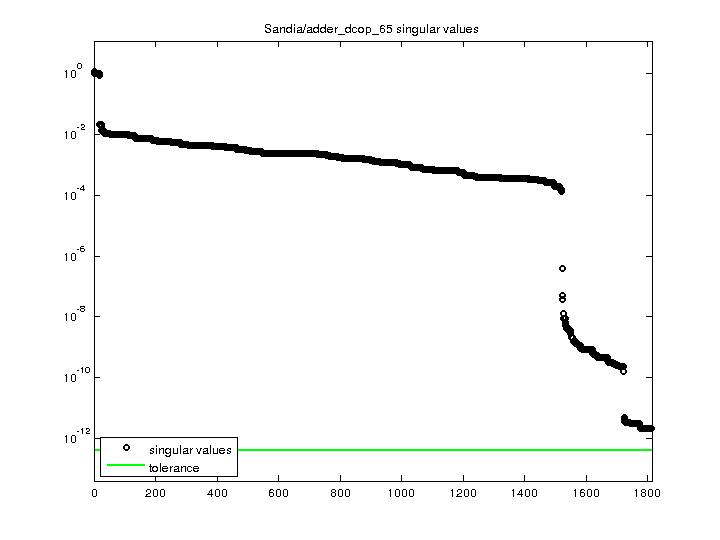 Sandia/adder_dcop_65 singular values
10^0
10^-2
10^-4
10^-6
10^-8
10^-10
10^-12
singular values
tolerance
0 200 400 600 800 1000 1200 1400 1600 1800